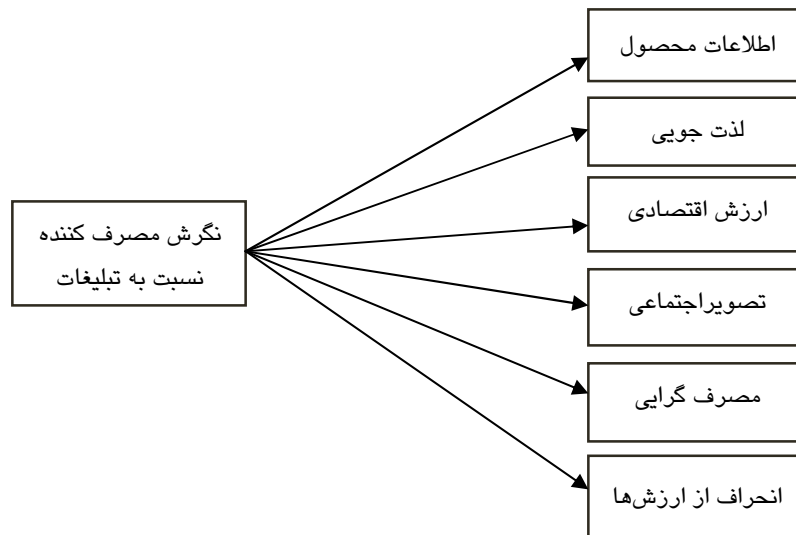 اطلاعات محصول
لذت جویی
ارزش اقتصادی
نگرش مصرف کننده
نسبت به تبلیغات
تصویراجتماعی
مصرف گرایی
انحراف از ارزش‌ها